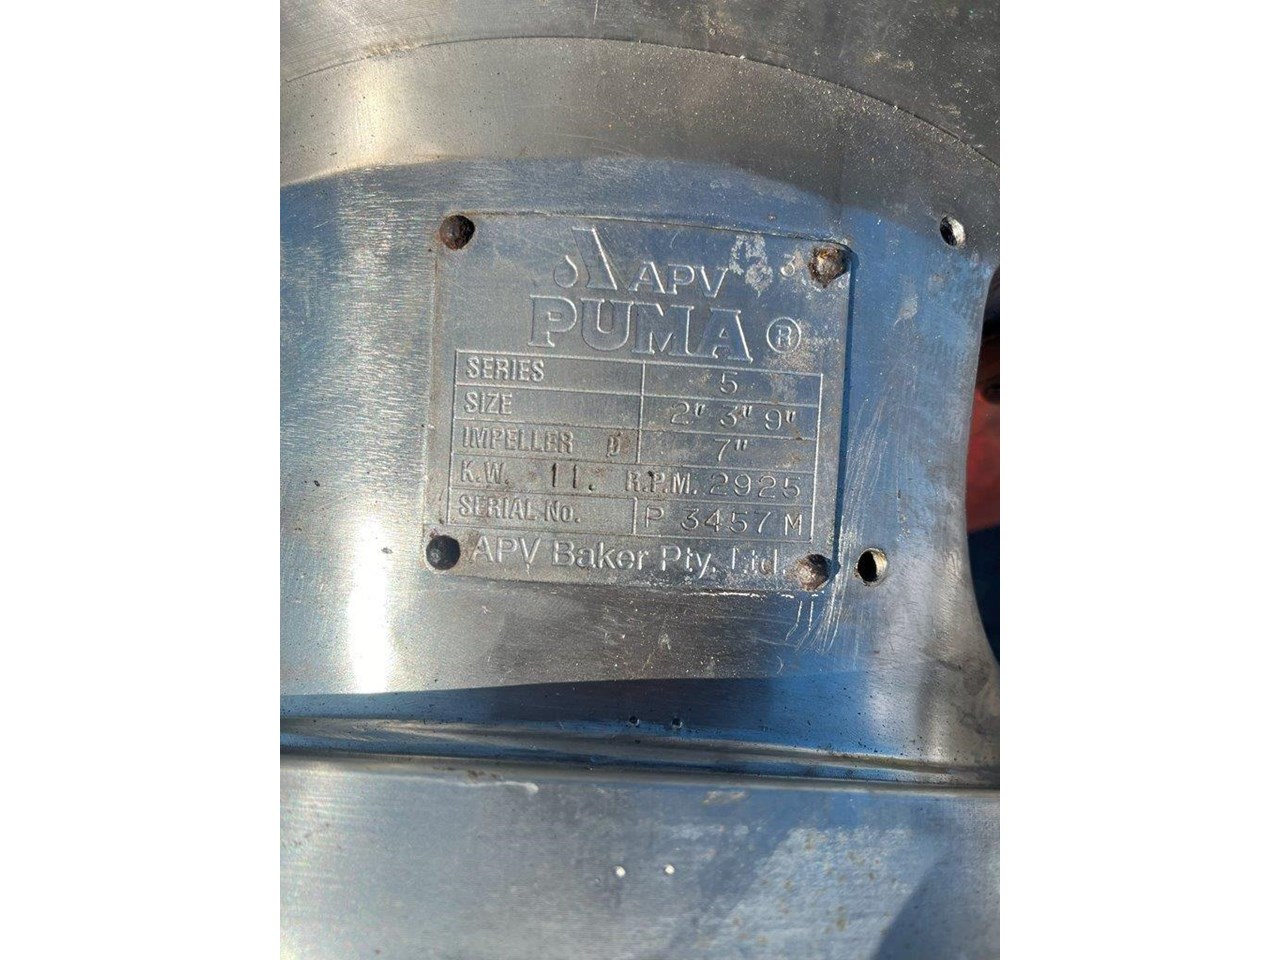 APV
PUMA®
SERIES 5
SIZE 2" 3" 9"
IMPELLER Ø 7"
K.W. 11. R.P.M. 2925
SERIAL No. P 3457 M
APV Baker Pty. Ltd.